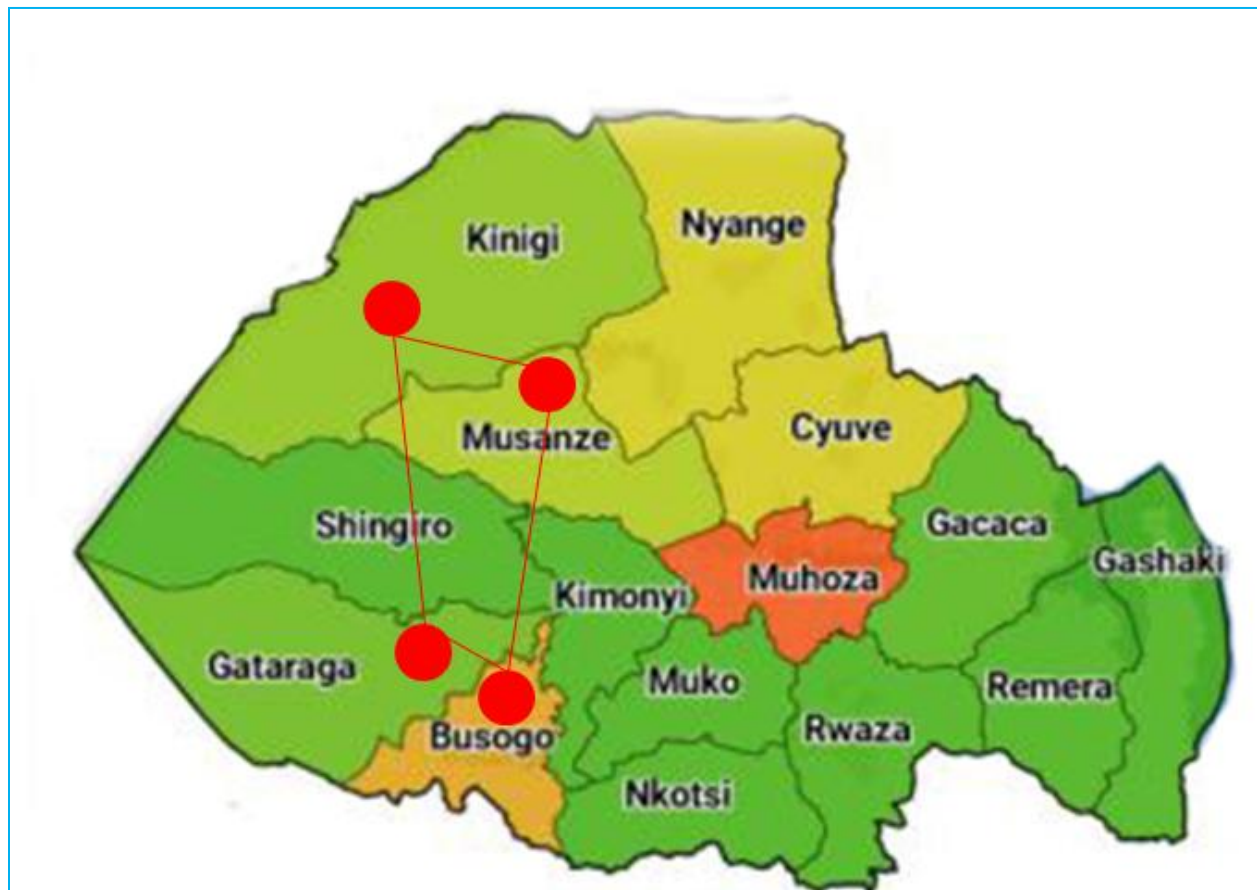 Nyange
Kinigi
Cyuve
Musanze
Shingiro
Gacaca
Gashaki
Muhoza
Kimonyi
Gataraga
Muko
Remera
Rwaza
Busogo
Nkotsi